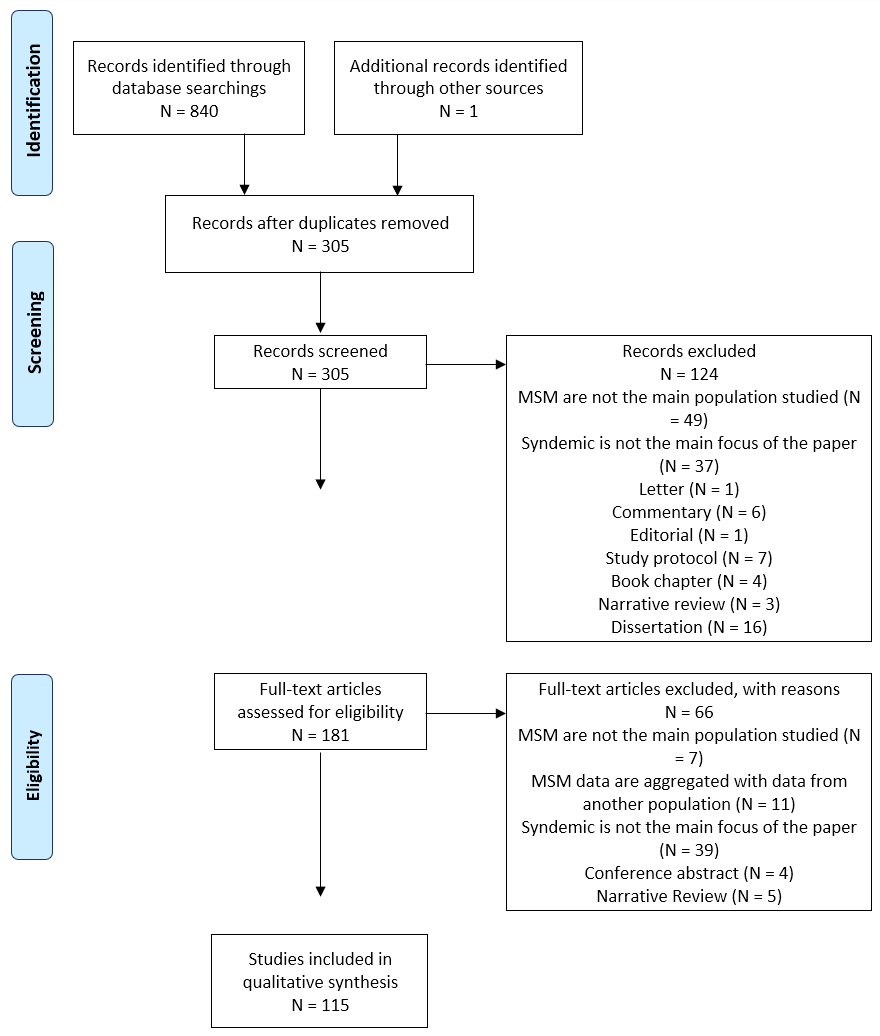 Identification
Records identified through
database searchings
N = 840
Additional records identified
through other sources
N = 1
Records after duplicates removed
N = 305
Screening
Records screened
N = 305
Records excluded
N = 124
MSM are not the main population studied (N
= 49)
Syndemic is not the main focus of the paper
(N = 37)
Letter (N = 1)
Commentary (N = 6)
Editorial (N = 1)
Study protocol (N = 7)
Book chapter (N = 4)
Narrative review (N = 3)
Dissertation (N = 16)
Eligibility
Full-text articles
assessed for eligibility
N = 181
Full-text articles excluded, with reasons
N = 66
MSM are not the main population studied (N
= 7)
MSM data are aggregated with data from
another population (N = 11)
Syndemic is not the main focus of the paper
(N = 39)
Conference abstract (N = 4)
Narrative Review (N = 5)
Studies included in
qualitative synthesis
N = 115